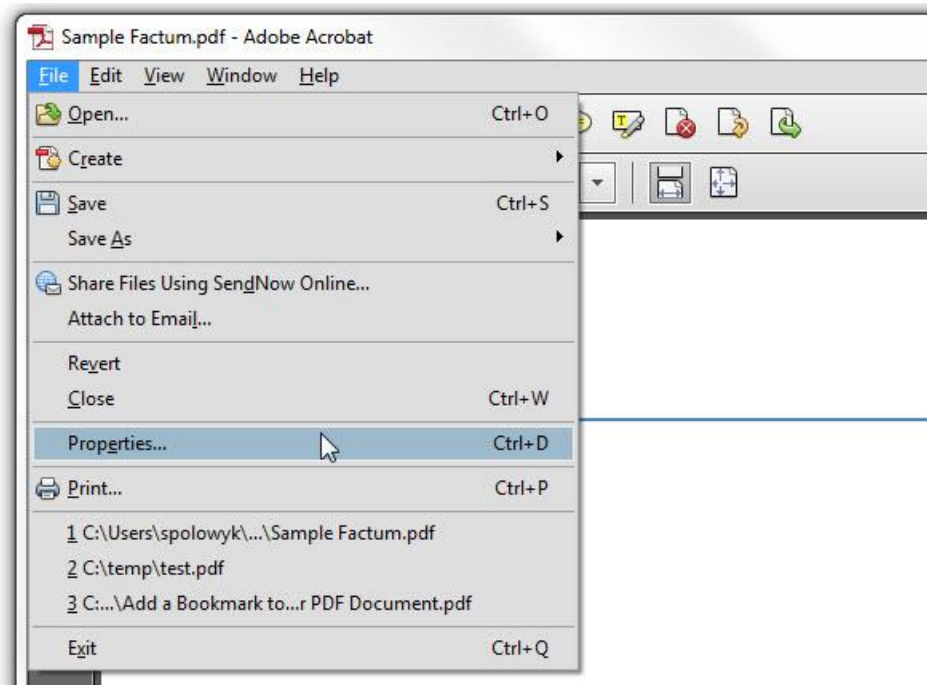 Sample Factum.pdf - Adobe Acrobat
File Edit View Window Help
Open... Ctrl+O
Create
Save Ctrl+S
Save As
Share Files Using SendNow Online...
Attach to Email...
Revert
Close Ctrl+W
Properties... Ctrl+D
Print... Ctrl+P
1 C:\Users\spolowyk\...\Sample Factum.pdf
2 C:\temp\test.pdf
3 C:...\Add a Bookmark to...r PDF Document.pdf
Exit Ctrl+Q